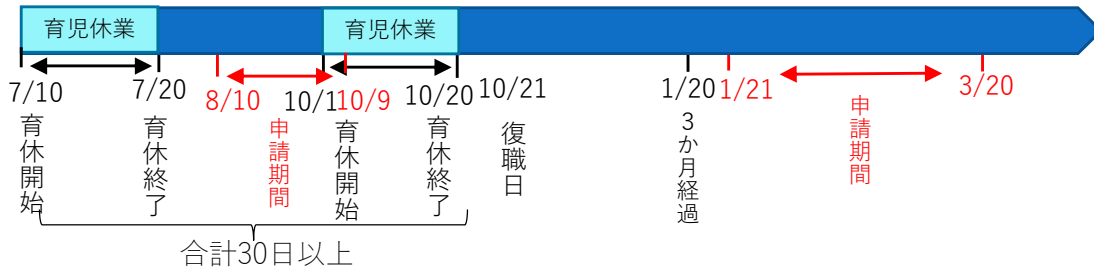 育児休業
育児休業
7/10
7/20
8/10
10/1
10/9
10/20
10/21
1/20
1/21
3/20
育休開始
育休終了
申請期間
育休開始
育休終了
復職日
3か月経過
申請期間
合計30日以上